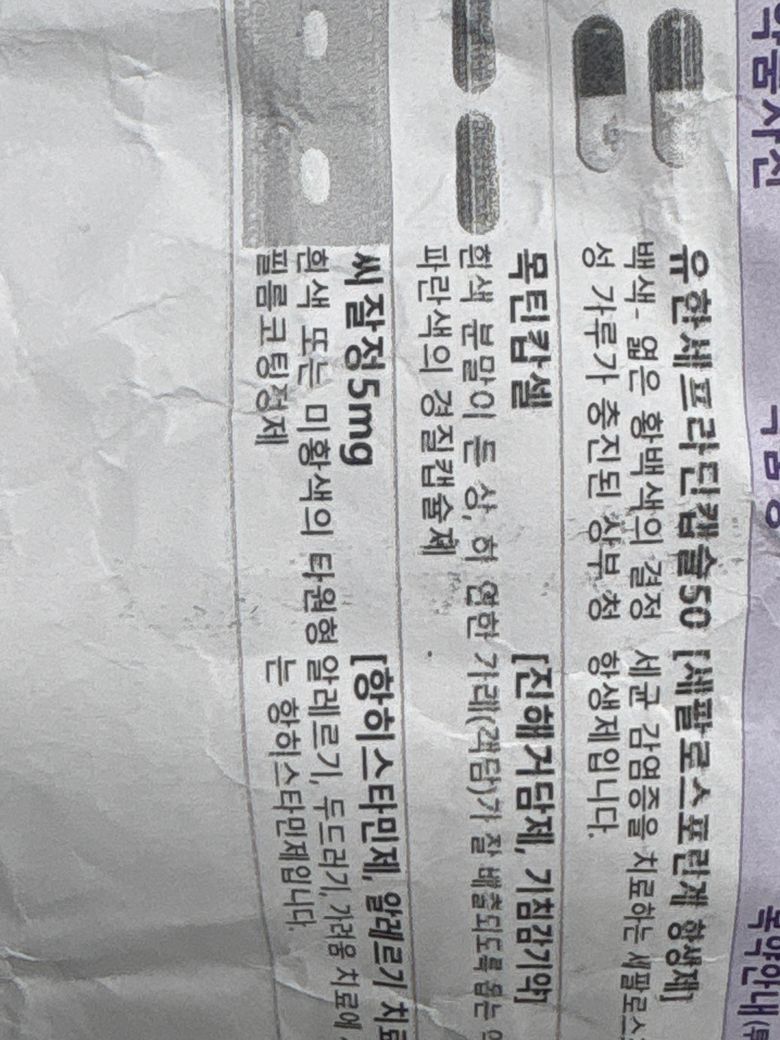 약품사진
복약안내
유한세프라딘캡슐50 [세팔로스포린계 항생제]
백색- 엷은 황백색의 결정 세균 감염증을 치료하는 세팔로스
성 가루가 충진된 상부 청 항생제입니다.
목틴캅셀 [진해거담제, 기침감기약]
흰색 분말이 든 상, 하 연한 가래(객담)가 잘 배출되도록 돕는
파란색의 경질캡슐제
씨잘정5mg [항히스타민제, 알레르기 치료
흰색 또는 미황색의 타원형 알레르기, 두드러기, 가려움 치료에
필름코팅정제 는 항히스타민제입니다.